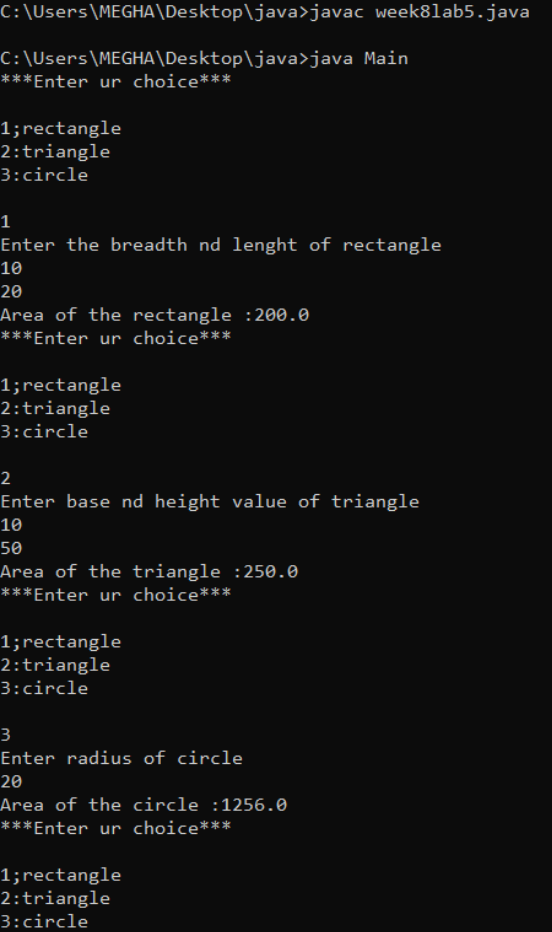 C:\Users\MEGHA\Desktop\java>javac week8lab5.java
C:\Users\MEGHA\Desktop\java>java Main
***Enter ur choice***
1;rectangle
2:triangle
3:circle
1
Enter the breadth nd lenght of rectangle
10
20
Area of the rectangle :200.0
***Enter ur choice***
1;rectangle
2:triangle
3:circle
2
Enter base nd height value of triangle
10
50
Area of the triangle :250.0
***Enter ur choice***
1;rectangle
2:triangle
3:circle
3
Enter radius of circle
20
Area of the circle :1256.0
***Enter ur choice***
1;rectangle
2:triangle
3:circle